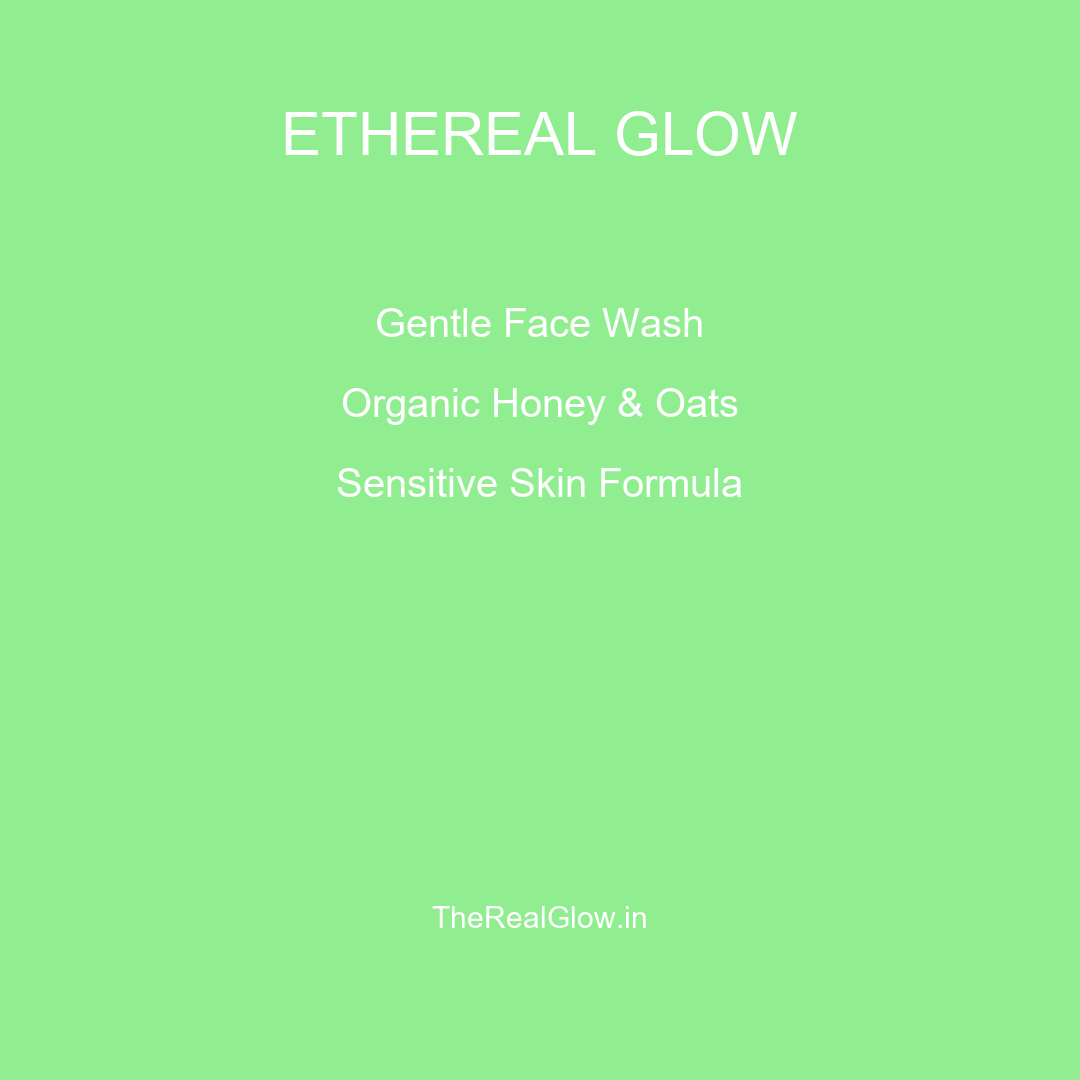 ETHEREAL GLOW
Gentle Face Wash
Organic Honey & Oats
Sensitive Skin Formula
TheRealGlow.in